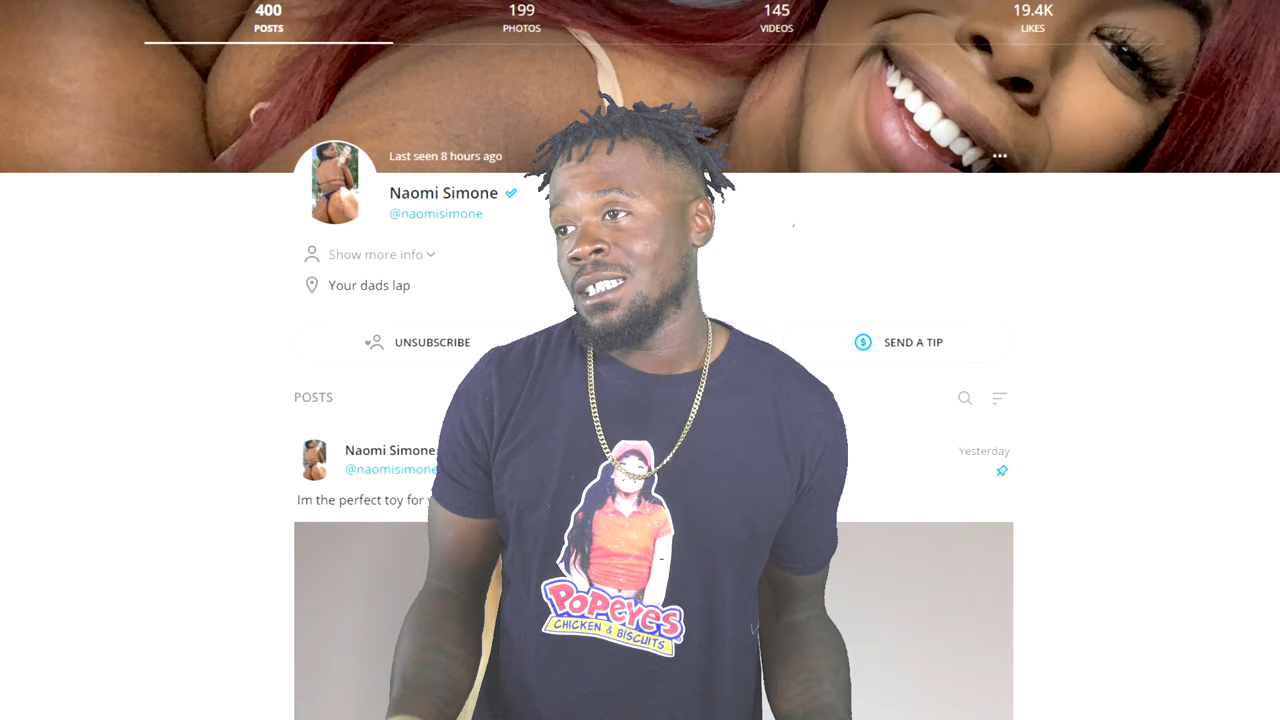 400
POSTS
199
PHOTOS
145
VIDEOS
19.4K
LIKES
Last seen 8 hours ago
Naomi Simone
@naomisimone
Show more info
Your dads lap
UNSUBSCRIBE
SEND A TIP
POSTS
Naomi Simone
@naomisimone
Yesterday
Im the perfect toy for
POPEYES
CHICKEN & BISCUITS